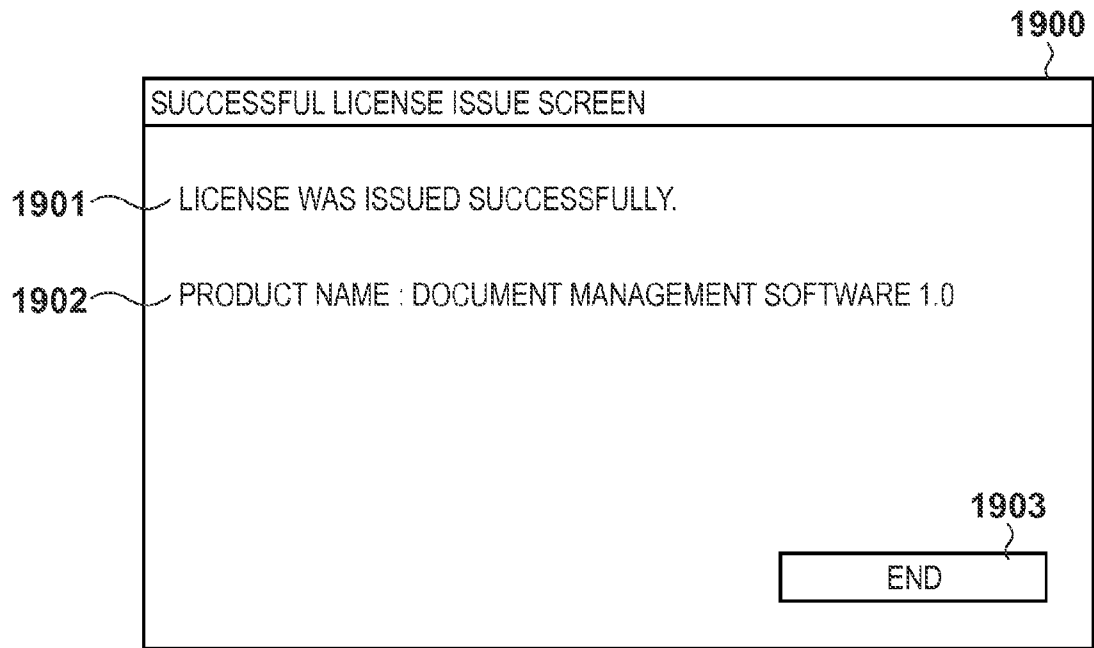 1900
SUCCESSFUL LICENSE ISSUE SCREEN
1901 LICENSE WAS ISSUED SUCCESSFULLY.
1902 PRODUCT NAME : DOCUMENT MANAGEMENT SOFTWARE 1.0
1903
END